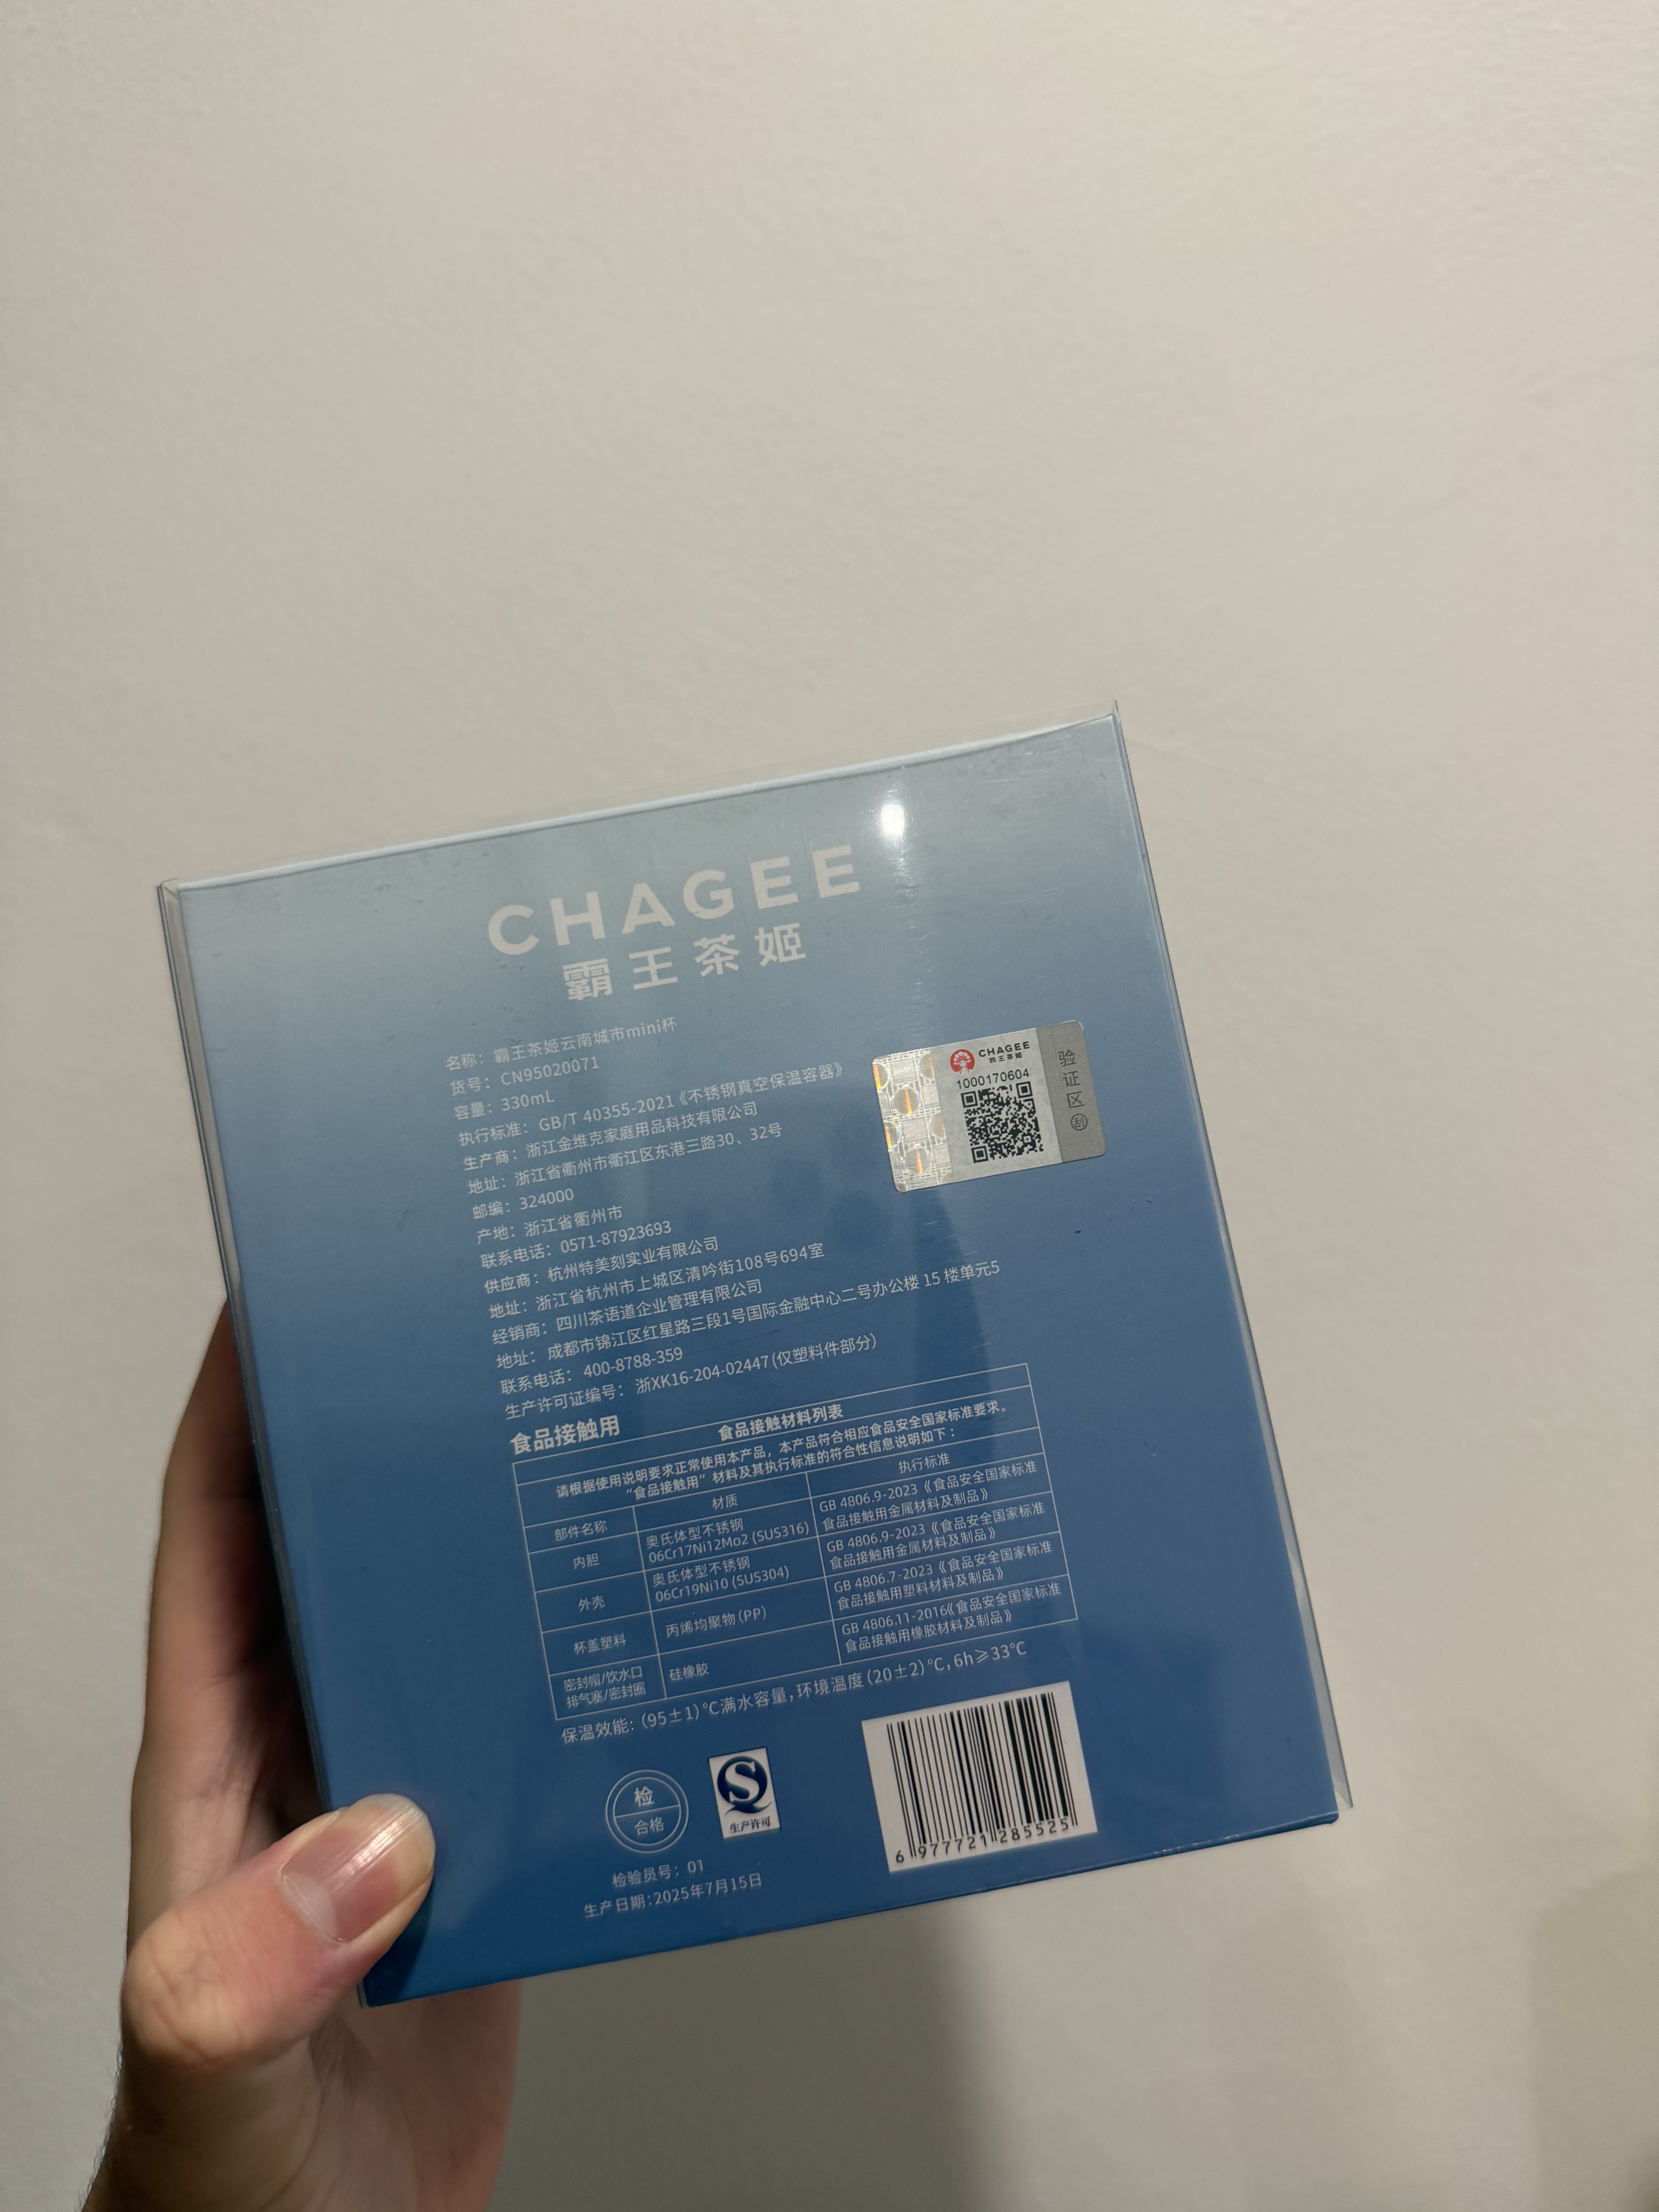 CHAGEE
霸王茶姬
名称：霸王茶姬云南城市mini杯
货号：CN95020071
容量：330mL
执行标准：GB/T 40355-2021《不锈钢真空保温容器》
生产商：浙江金维克家庭用品科技有限公司
地址：浙江省衢州市衢江区东港三路30、32号
邮编：324000
产地：浙江省衢州市
联系电话：0571-87923693
供应商：杭州特美刻实业有限公司
地址：浙江省杭州市上城区清吟街108号694室
经销商：四川茶语道企业管理有限公司
地址：成都市锦江区红星路三段1号国际金融中心二号办公楼 15 楼单元5
联系电话：400-8788-359
生产许可证编号：浙XK16-204-02447(仅塑料件部分)
CHAGEE
霸王茶姬
1000170604
验证区
刮
食品接触用
食品接触材料列表
请根据使用说明要求正常使用本产品，本产品符合相应食品安全国家标准要求。
“食品接触用”材料及其执行标准的符合性信息说明如下：
部件名称 材质 执行标准
内胆 奥氏体型不锈钢 06Cr17Ni12Mo2 (SUS316) GB 4806.9-2023《食品安全国家标准 食品接触用金属材料及制品》
外壳 奥氏体型不锈钢 06Cr19Ni10 (SUS304) GB 4806.9-2023《食品安全国家标准 食品接触用金属材料及制品》
杯盖塑料 丙烯均聚物(PP) GB 4806.7-2023《食品安全国家标准 食品接触用塑料材料及制品》
密封帽/饮水口 排气塞/密封圈 硅橡胶 GB 4806.11-2016《食品安全国家标准 食品接触用橡胶材料及制品》
保温效能：(95±1)℃满水容量，环境温度(20±2)℃，6h≥33℃
检
合格
生产许可
检验员号：01
生产日期：2025年7月15日
6 977721 285525